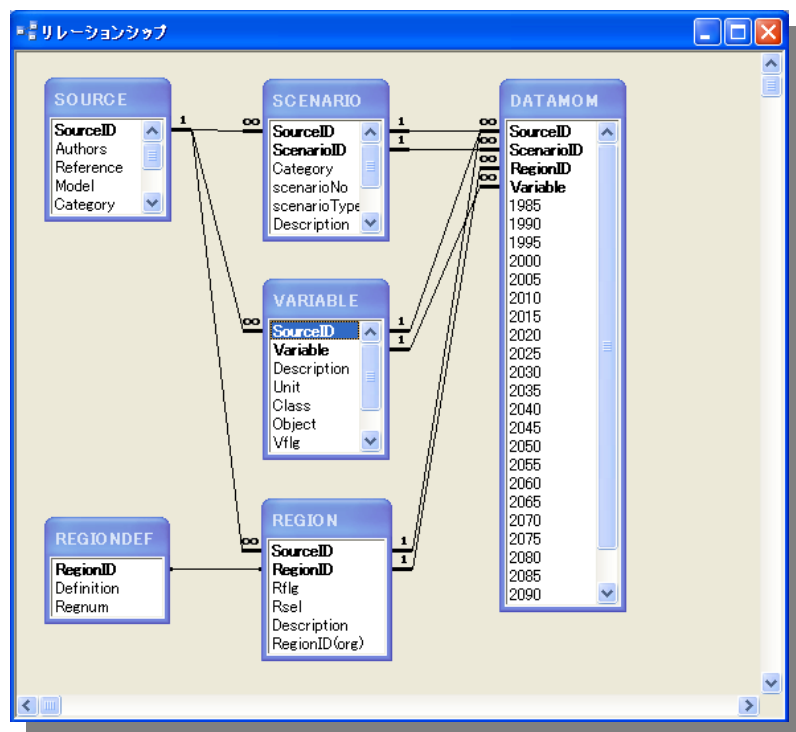 リレーションシップ
SOURCE
SourceID
Authors
Reference
Model
Category
1
∞
SCENARIO
SourceID
ScenarioID
Category
scenarioNo
scenarioType
Description
1
1
∞
∞
∞
∞
DATAMOM
SourceID
ScenarioID
RegionID
Variable
1985
1990
1995
2000
2005
2010
2015
2020
2025
2030
2035
2040
2045
2050
2055
2060
2065
2070
2075
2080
2085
2090
∞
VARIABLE
SourceID
Variable
Description
Unit
Class
Object
Vflg
1
1
REGIONDEF
RegionID
Definition
Regnum
∞
REGION
SourceID
RegionID
Rflg
Rsel
Description
RegionID(org)
1
1